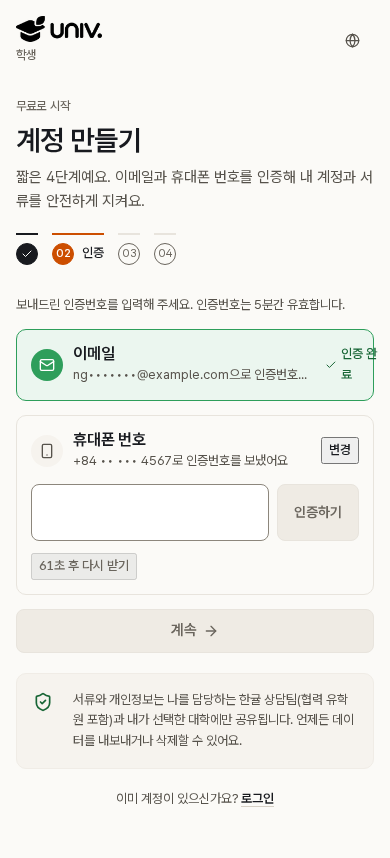 UNIV.
학생
무료로 시작
계정 만들기
짧은 4단계예요. 이메일과 휴대폰 번호를 인증해 내 계정과 서
류를 안전하게 지켜요.
02 인증 03 04
보내드린 인증번호를 입력해 주세요. 인증번호는 5분간 유효합니다.
이메일
ng•••••••@example.com으로 인증번호...
인증 완
료
휴대폰 번호
+84 •• ••• 4567로 인증번호를 보냈어요
변경
인증하기
61초 후 다시 받기
계속
서류와 개인정보는 나를 담당하는 한귤 상담팀(협력 유학
원 포함)과 내가 선택한 대학에만 공유됩니다. 언제든 데이
터를 내보내거나 삭제할 수 있어요.
이미 계정이 있으신가요? 로그인